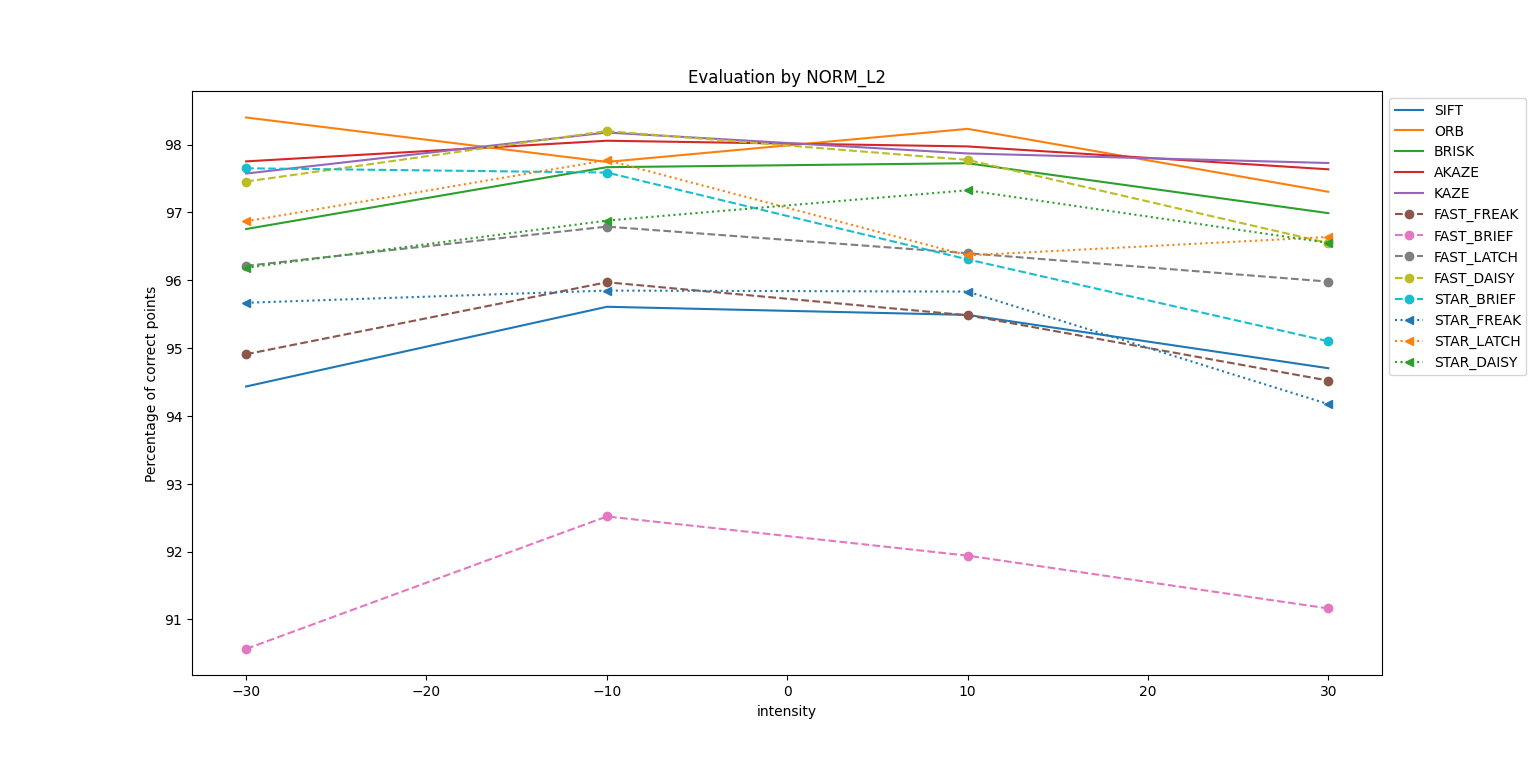 Evaluation by NORM_L2
Percentage of correct points
98
97
96
95
94
93
92
91
−30
−20
−10
0
10
20
30
intensity
SIFT
ORB
BRISK
AKAZE
KAZE
FAST_FREAK
FAST_BRIEF
FAST_LATCH
FAST_DAISY
STAR_BRIEF
STAR_FREAK
STAR_LATCH
STAR_DAISY